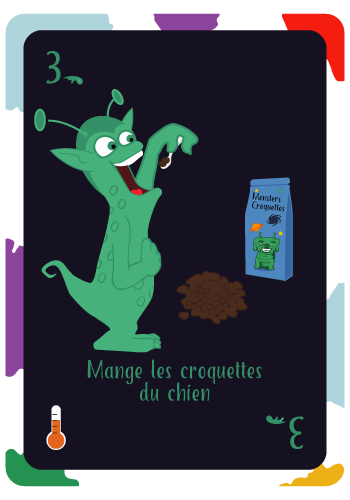 3
Monsters
Croquettes
Mange les croquettes
du chien
3